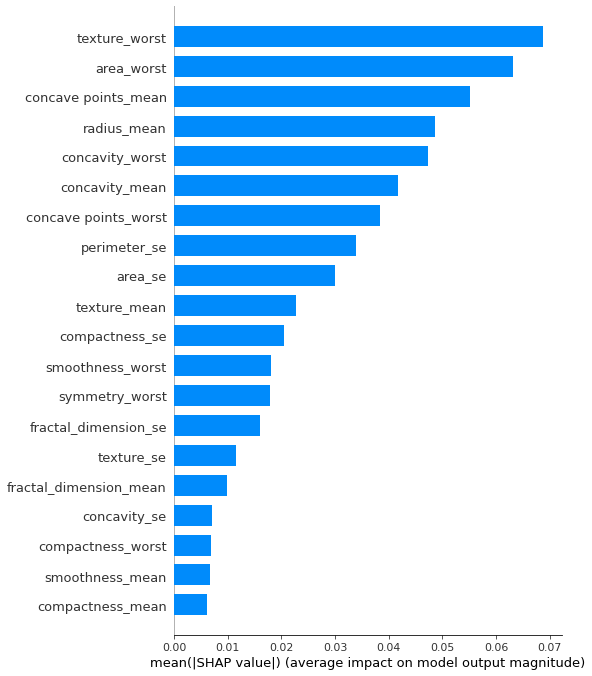 texture_worst
area_worst
concave points_mean
radius_mean
concavity_worst
concavity_mean
concave points_worst
perimeter_se
area_se
texture_mean
compactness_se
smoothness_worst
symmetry_worst
fractal_dimension_se
texture_se
fractal_dimension_mean
concavity_se
compactness_worst
smoothness_mean
compactness_mean
0.00 0.01 0.02 0.03 0.04 0.05 0.06 0.07
mean(|SHAP value|) (average impact on model output magnitude)